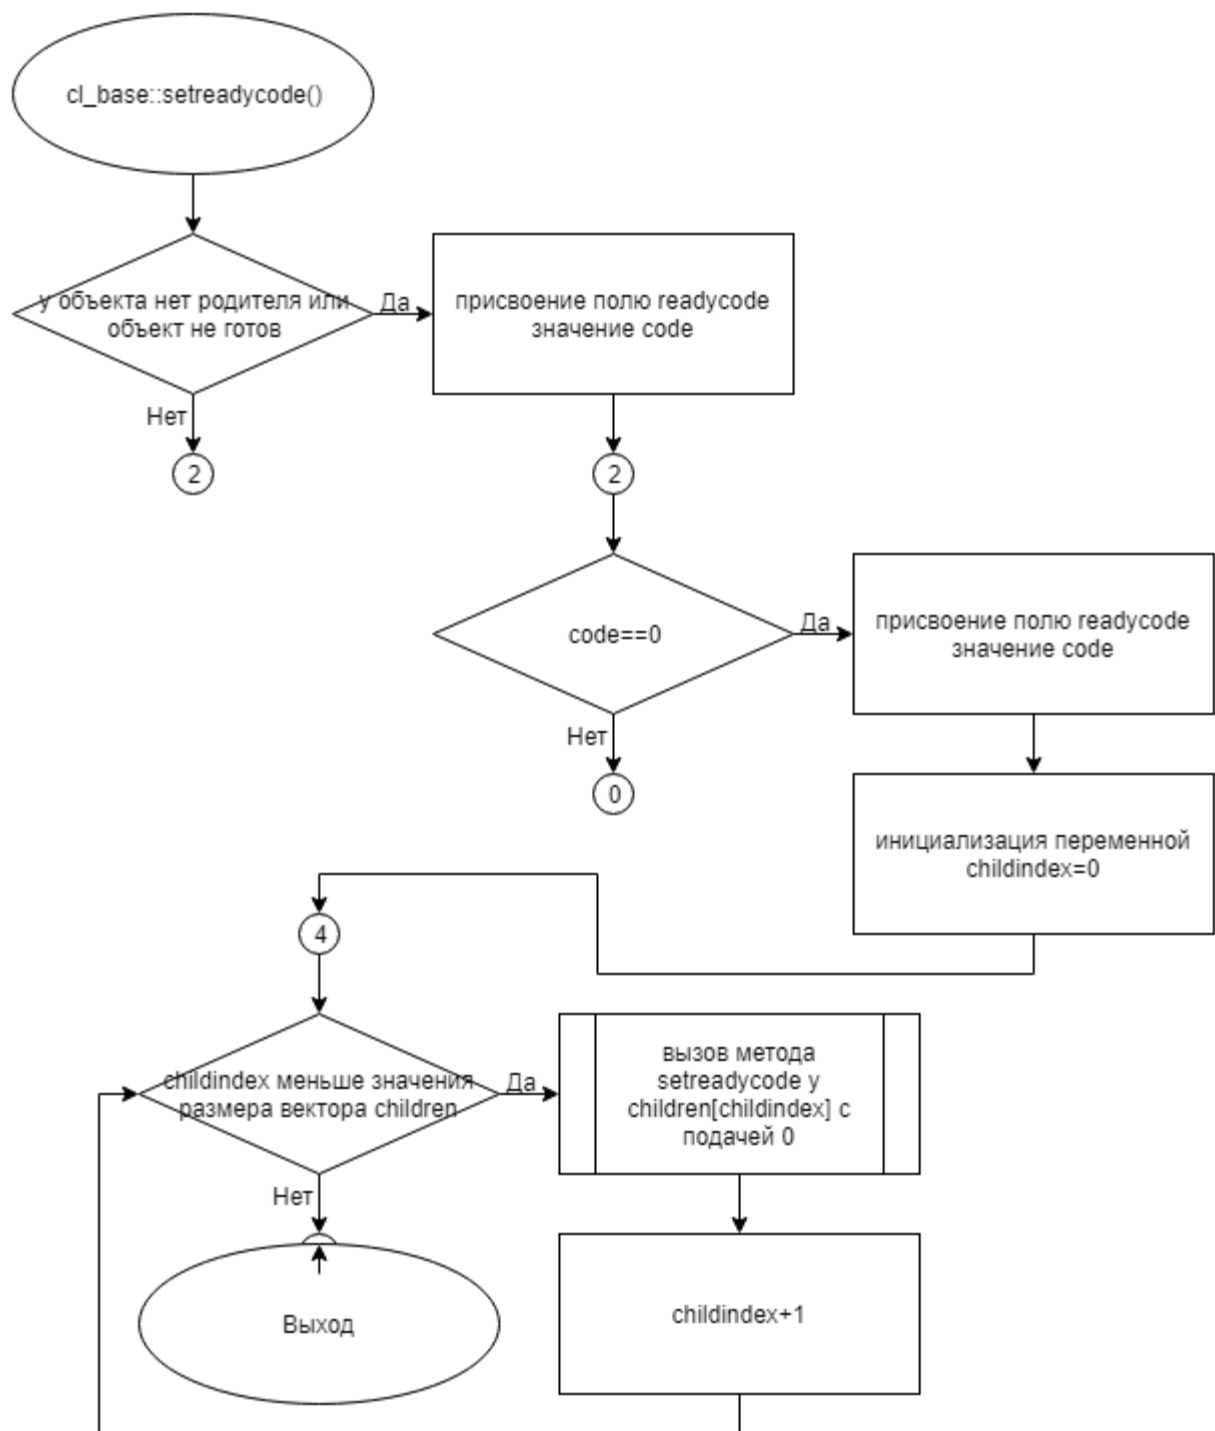 cl_base::setreadycode()
у объекта нет родителя или
объект не готов
Да
присвоение полю readycode
значение code
Нет
2
2
code==0
Да
присвоение полю readycode
значение code
Нет
0
инициализация переменной
childindex=0
4
childindex меньше значения
размера вектора children
Да
вызов метода
setreadycode у
children[childindex] с
подачей 0
Нет
childindex+1
Выход